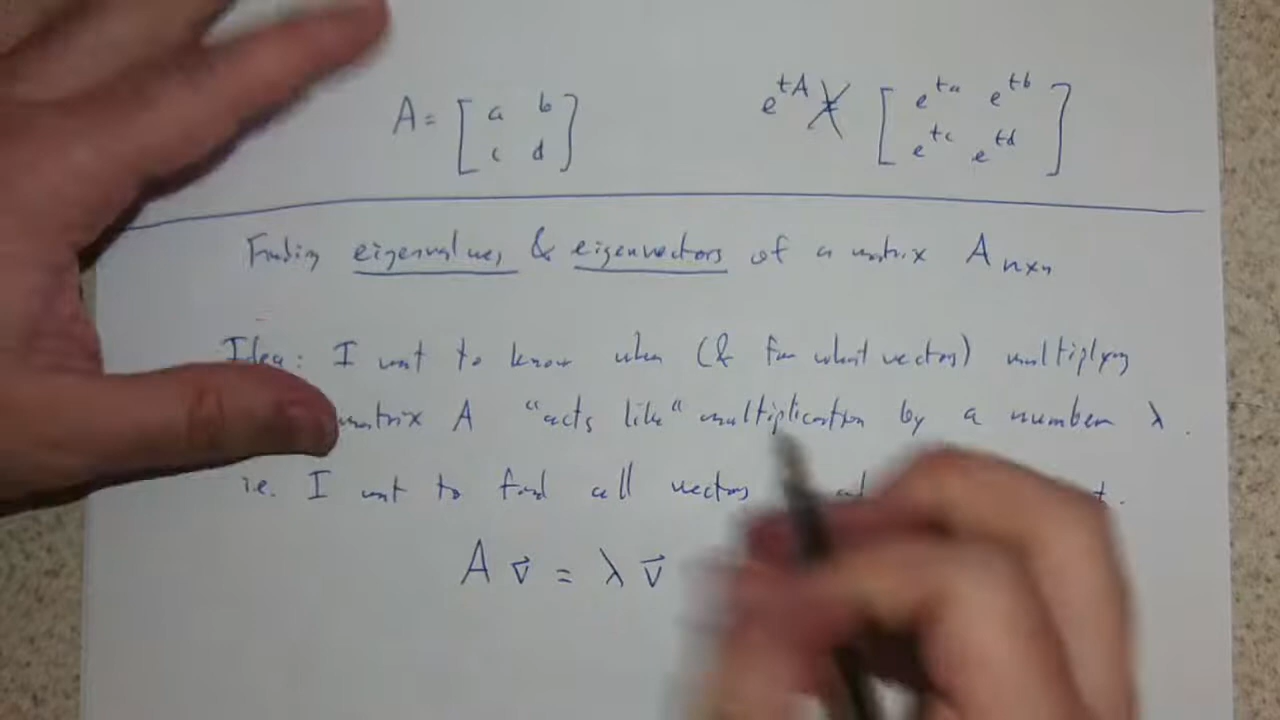 A = [ a b c d ] e^{tA} ≠ [ e^{ta} e^{tb} e^{tc} e^{td} ]
Finding eigenvalues & eigenvectors of a matrix A n×n
Idea: I want to know when (& for what vectors) multiplying
matrix A "acts like" multiplication by a number λ.
i.e. I want to find all vectors t.
A v⃗ = λ v⃗